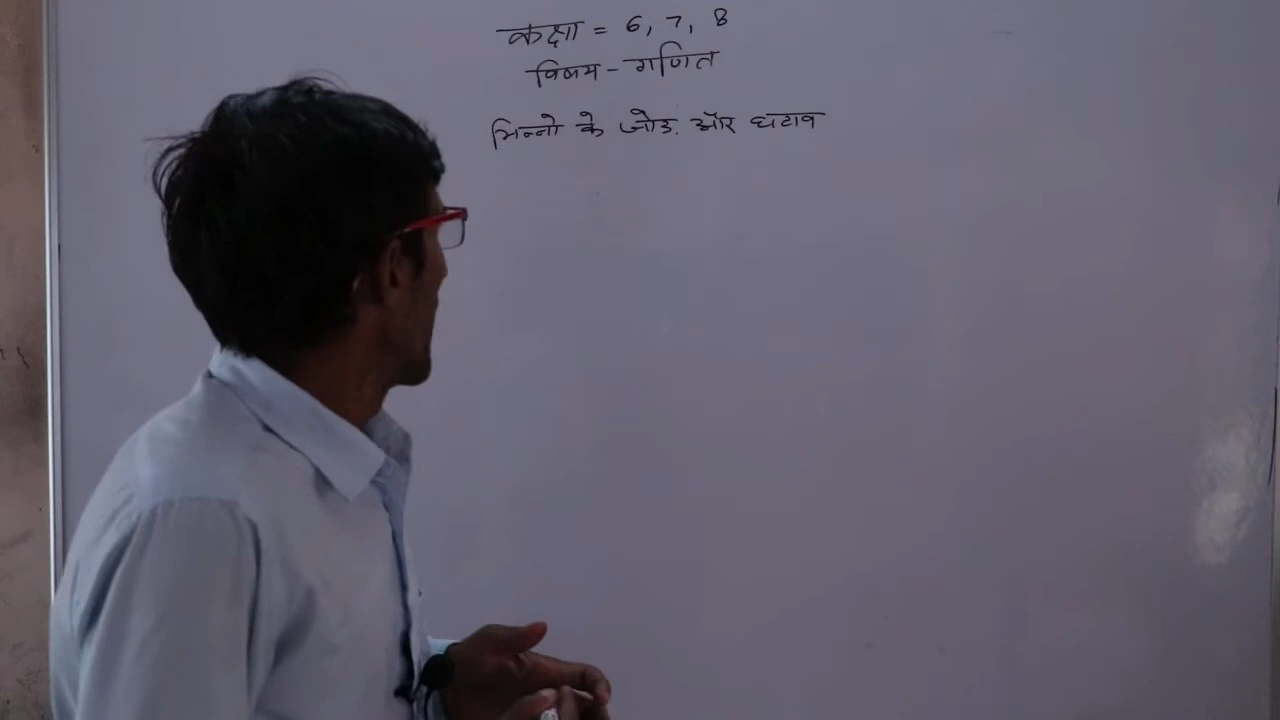 कक्षा = 6, 7, 8
विषय - गणित
भिन्नो के जोड़ और घटाव